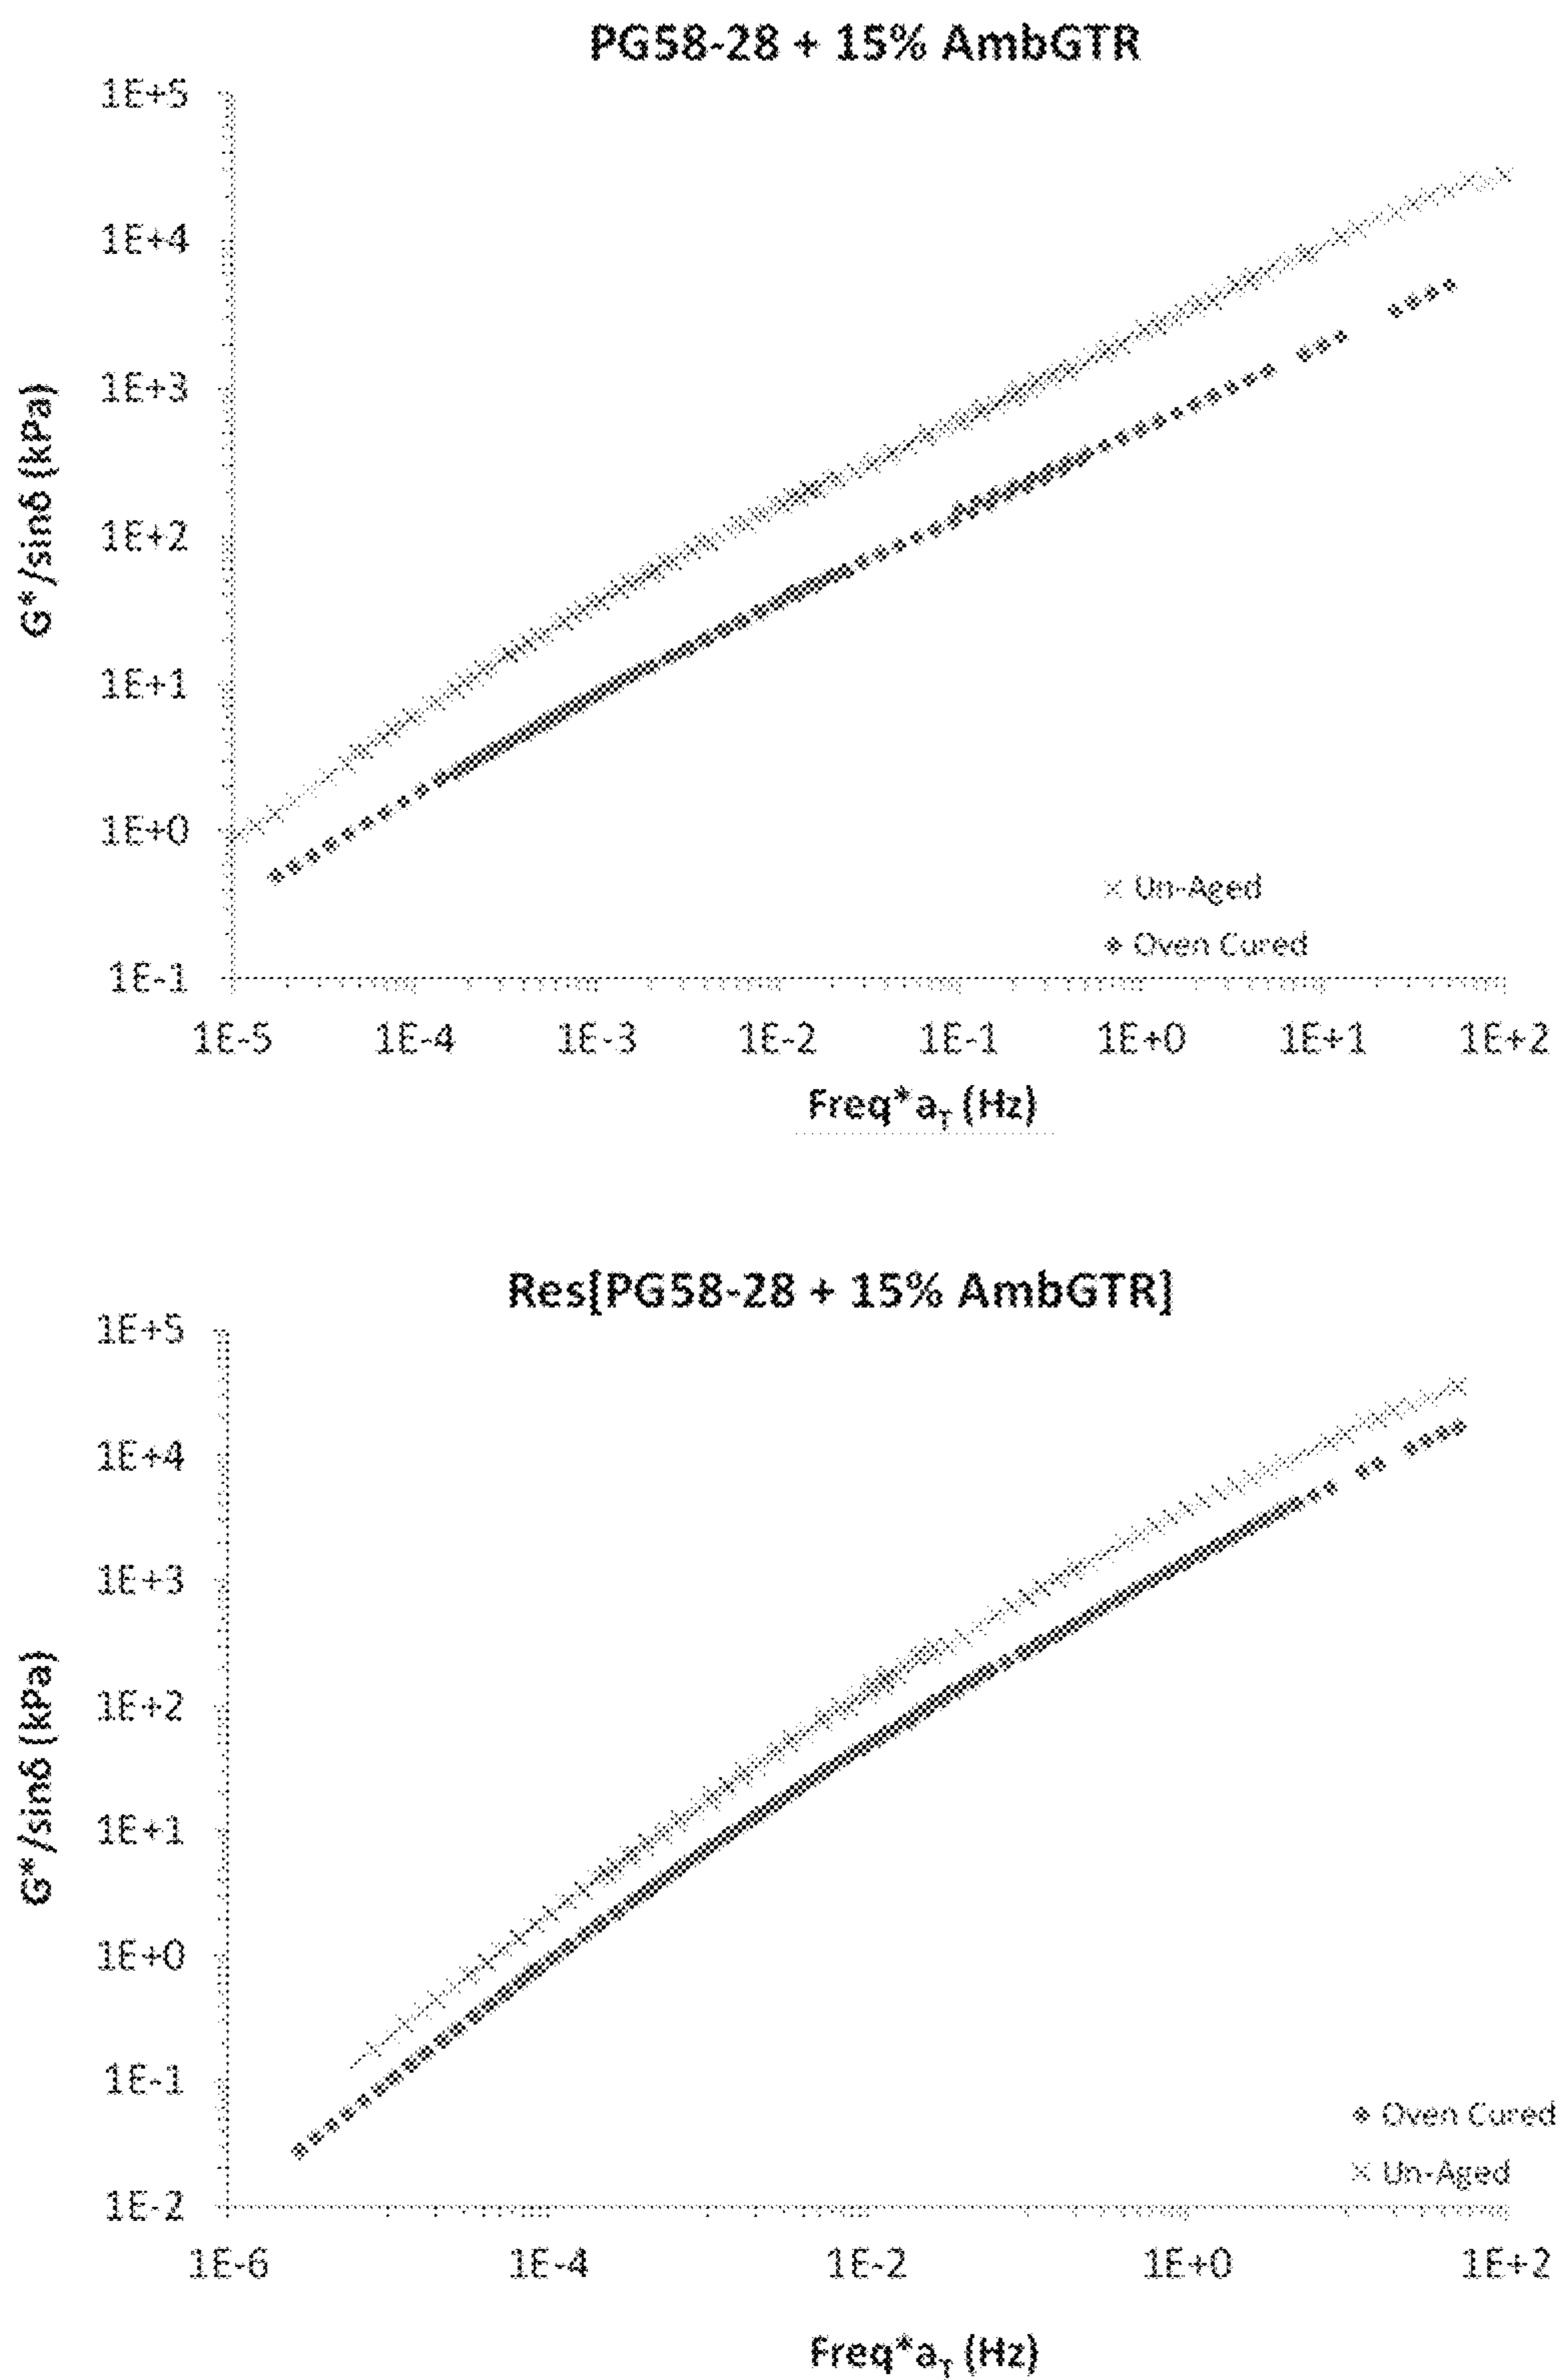 PG58-28 + 15% AmbGTR
1E+5
1E+4
1E+3
1E+2
1E+1
1E+0
1E-1
G*/sinδ (kPa)
× Un-Aged
◆ Oven Cured
1E-5 1E-4 1E-3 1E-2 1E-1 1E+0 1E+1 1E+2
Freq*a_T (Hz)
Res[PG58-28 + 15% AmbGTR]
1E+5
1E+4
1E+3
1E+2
1E+1
1E+0
1E-1
1E-2
G*/sinδ (kPa)
◆ Oven Cured
× Un-Aged
1E-6 1E-4 1E-2 1E+0 1E+2
Freq*a_T (Hz)